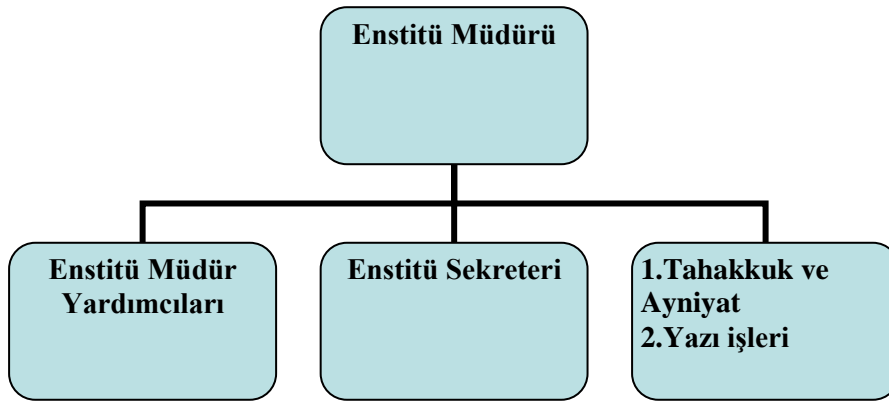 Enstitü Müdürü
Enstitü Müdür
Yardımcıları
Enstitü Sekreteri
1.Tahakkuk ve
Ayniyat
2.Yazı işleri